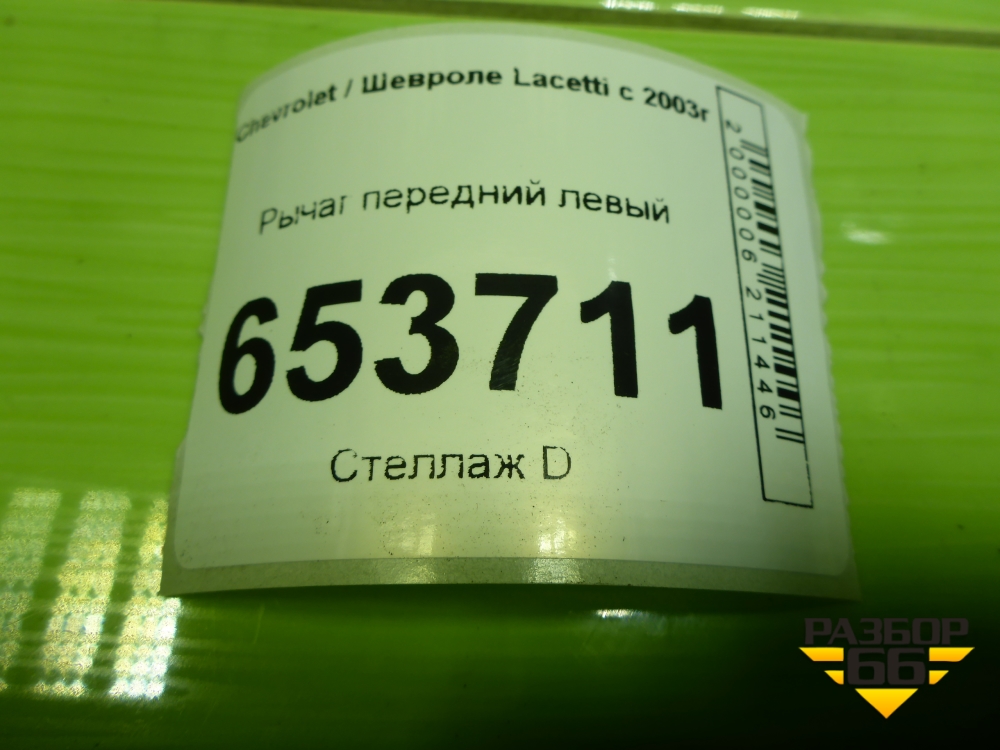 Chevrolet / Шевроле Lacetti с 2003г
Рычаг передний левый
653711
Стеллаж D
2000006211446
РАЗБОР
66